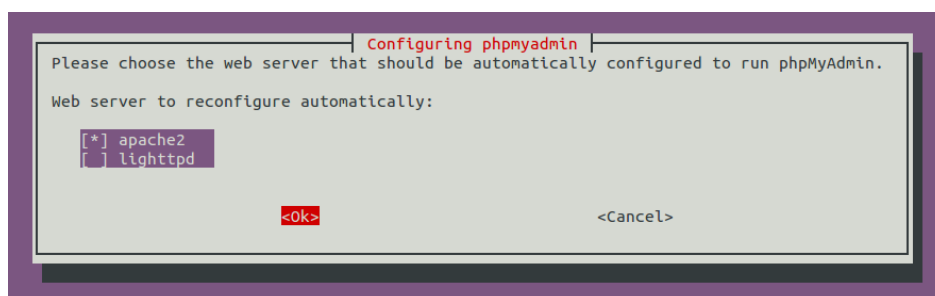 Configuring phpmyadmin
Please choose the web server that should be automatically configured to run phpMyAdmin.
Web server to reconfigure automatically:
[*] apache2
[ ] lighttpd
<Ok> <Cancel>